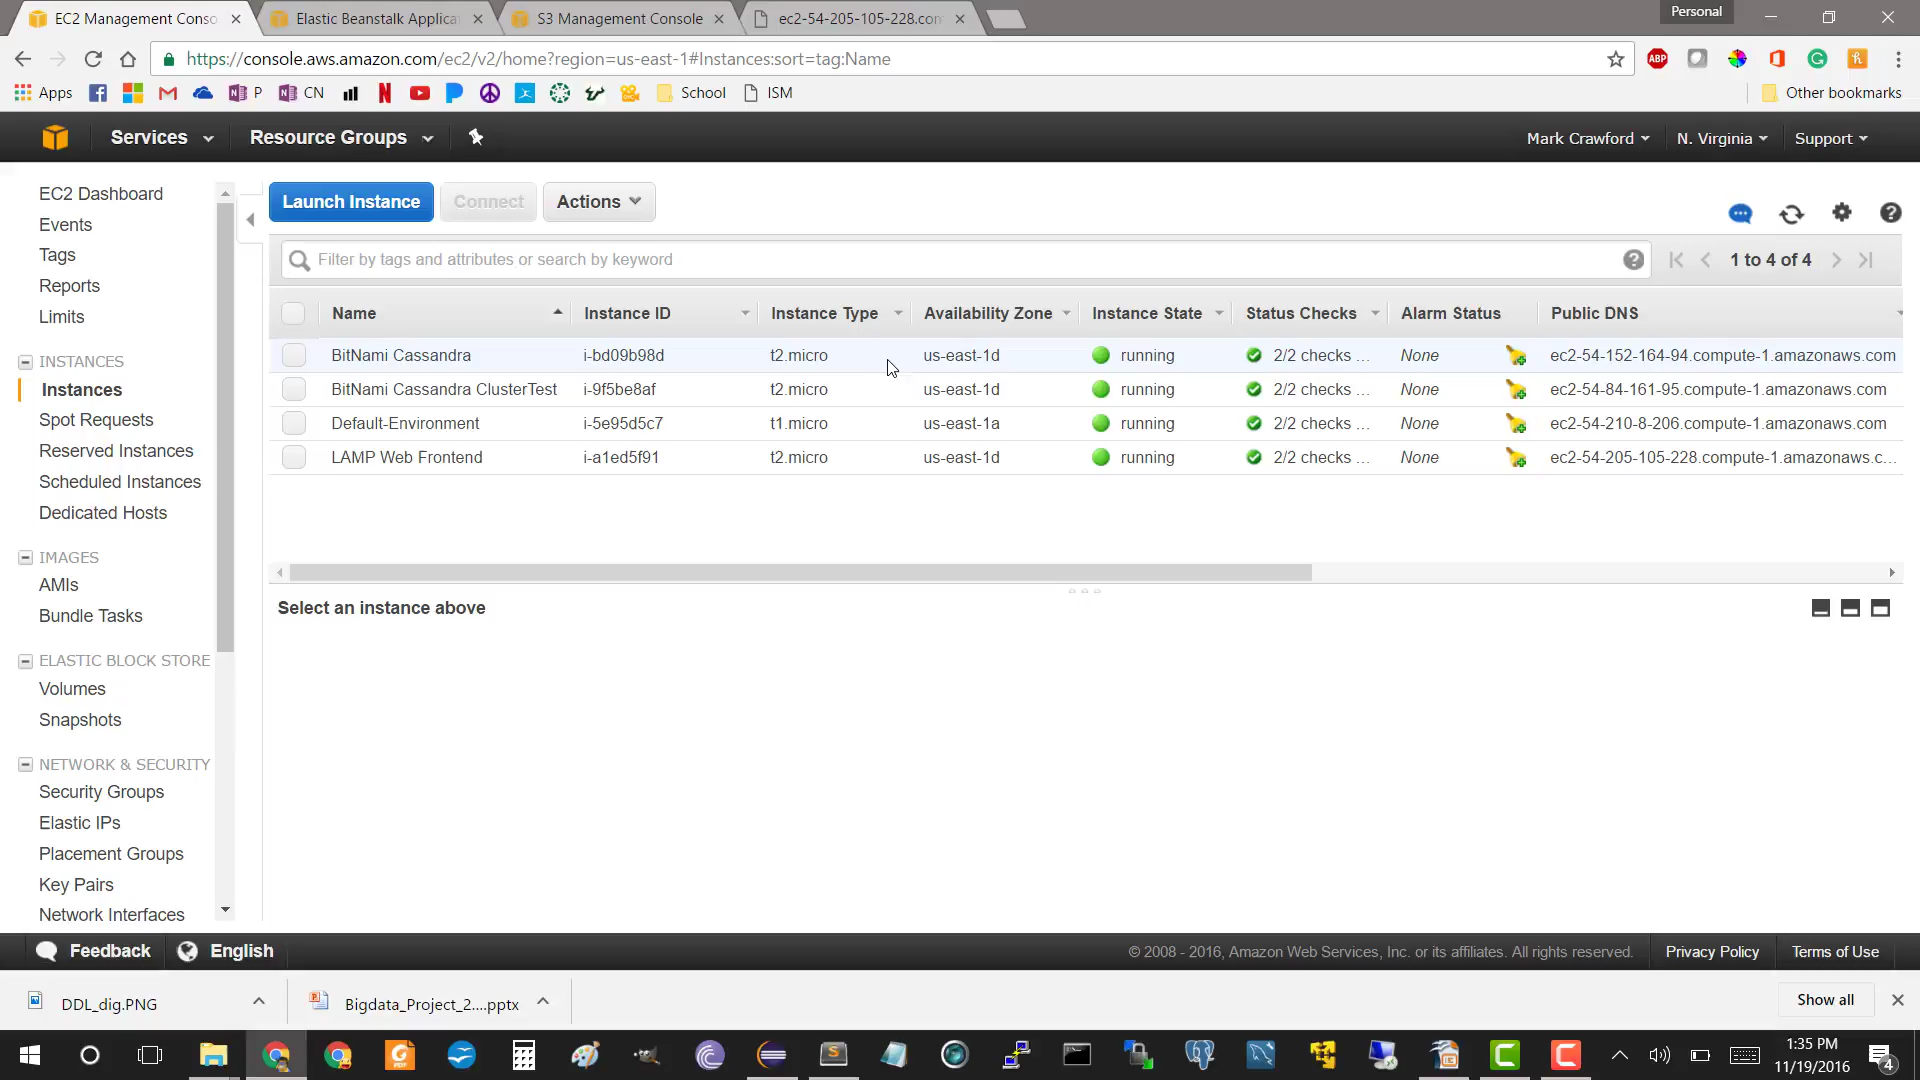 EC2 Management Conso
Elastic Beanstalk Applicat
S3 Management Console
ec2-54-205-105-228.com
Personal
https://console.aws.amazon.com/ec2/v2/home?region=us-east-1#Instances:sort=tag:Name
ABP
Apps
P
CN
School
ISM
Other bookmarks
Services
Resource Groups
Mark Crawford
N. Virginia
Support
EC2 Dashboard
Events
Tags
Reports
Limits
INSTANCES
Instances
Spot Requests
Reserved Instances
Scheduled Instances
Dedicated Hosts
IMAGES
AMIs
Bundle Tasks
ELASTIC BLOCK STORE
Volumes
Snapshots
NETWORK & SECURITY
Security Groups
Elastic IPs
Placement Groups
Key Pairs
Network Interfaces
Launch Instance
Connect
Actions
Filter by tags and attributes or search by keyword
1 to 4 of 4
Name Instance ID Instance Type Availability Zone Instance State Status Checks Alarm Status Public DNS
BitNami Cassandra i-bd09b98d t2.micro us-east-1d running 2/2 checks ... None ec2-54-152-164-94.compute-1.amazonaws.com
BitNami Cassandra ClusterTest i-9f5be8af t2.micro us-east-1d running 2/2 checks ... None ec2-54-84-161-95.compute-1.amazonaws.com
Default-Environment i-5e95d5c7 t1.micro us-east-1a running 2/2 checks ... None ec2-54-210-8-206.compute-1.amazonaws.com
LAMP Web Frontend i-a1ed5f91 t2.micro us-east-1d running 2/2 checks ... None ec2-54-205-105-228.compute-1.amazonaws.c...
Select an instance above
Feedback
English
© 2008 - 2016, Amazon Web Services, Inc. or its affiliates. All rights reserved.
Privacy Policy
Terms of Use
DDL_dig.PNG
Bigdata_Project_2....pptx
Show all
1:35 PM
11/19/2016
4